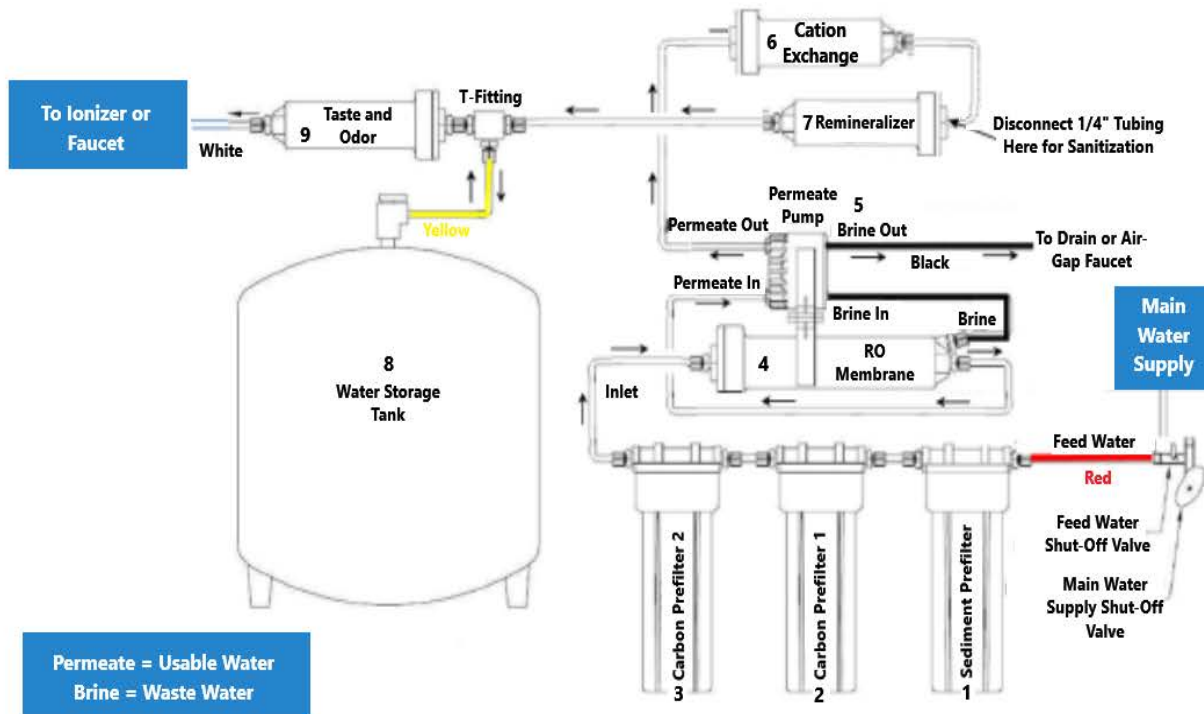 6
Cation
Exchange
To Ionizer or
Faucet
T-Fitting
9
Taste and
Odor
White
7 Remineralizer
Disconnect 1/4" Tubing
Here for Sanitization
Yellow
Permeate
Pump
5
Permeate Out
Brine Out
Black
To Drain or Air-
Gap Faucet
Permeate In
Brine In
Brine
Main
Water
Supply
4
RO
Membrane
8
Water Storage
Tank
Inlet
Feed Water
Red
Feed Water
Shut-Off Valve
Main Water
Supply Shut-Off
Valve
3 Carbon Prefilter 2
2 Carbon Prefilter 1
1 Sediment Prefilter
Permeate = Usable Water
Brine = Waste Water